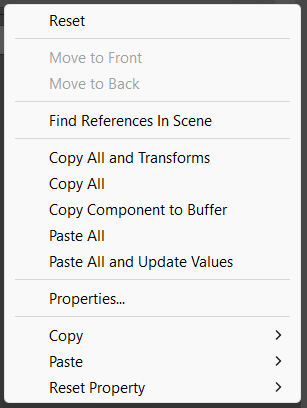 Reset
Move to Front
Move to Back
Find References In Scene
Copy All and Transforms
Copy All
Copy Component to Buffer
Paste All
Paste All and Update Values
Properties...
Copy
Paste
Reset Property